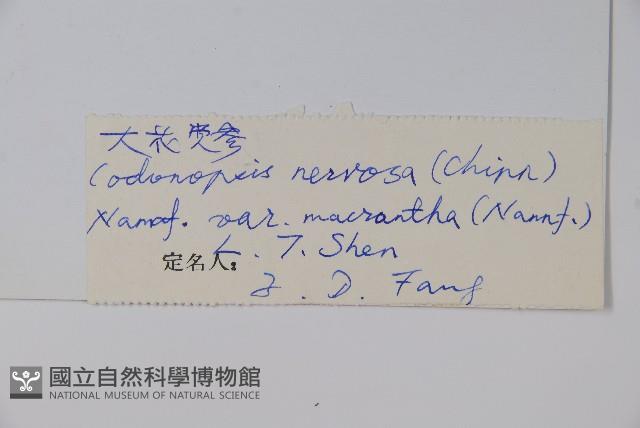 大花党参
Codonopsis nervosa (Chipp)
Nannf. var. macrantha (Nannf.)
L. T. Shen
定名人:
Z. D. Fang
國立自然科學博物館
NATIONAL MUSEUM OF NATURAL SCIENCE